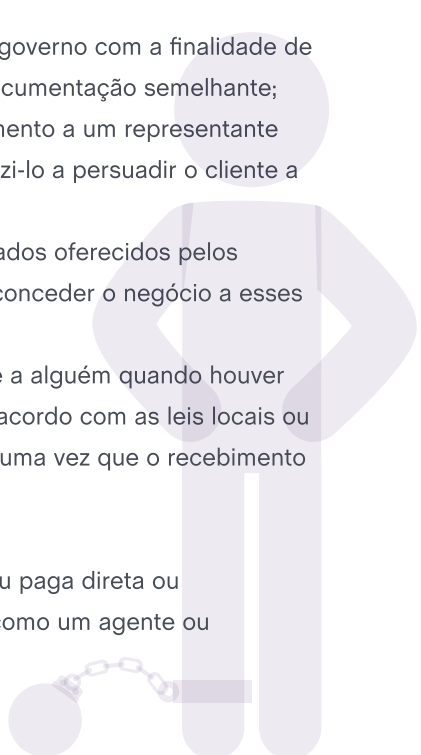 governo com a finalidade de
cumentação semelhante;
mento a um representante
zi-lo a persuadir o cliente a
ados oferecidos pelos
conceder o negócio a esses
e a alguém quando houver
acordo com as leis locais ou
uma vez que o recebimento
u paga direta ou
como um agente ou